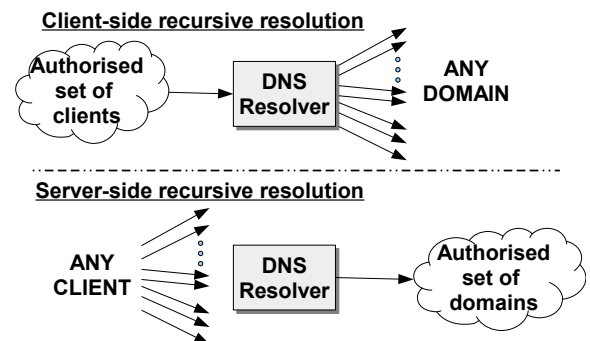 Client-side recursive resolution
Authorised
set of
clients
DNS
Resolver
ANY
DOMAIN
Server-side recursive resolution
ANY
CLIENT
DNS
Resolver
Authorised
set of
domains